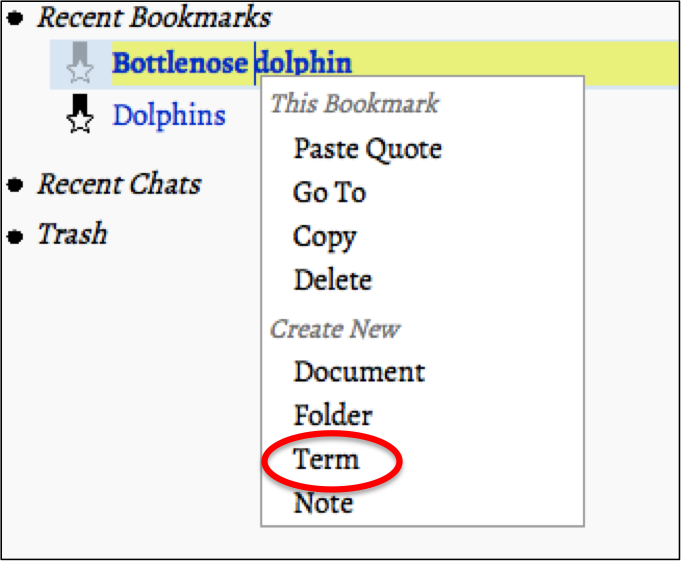 Recent Bookmarks
Bottlenose dolphin
Dolphins
Recent Chats
Trash
This Bookmark
Paste Quote
Go To
Copy
Delete
Create New
Document
Folder
Term
Note